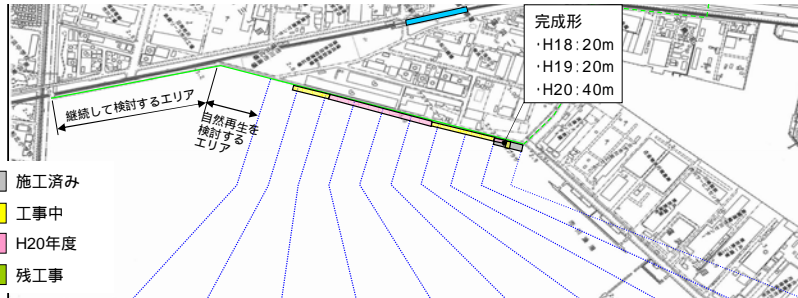 完成形
・H18:20m
・H19:20m
・H20:40m
継続して検討するエリア
自然再生を
検討する
エリア
施工済み
工事中
H20年度
残工事